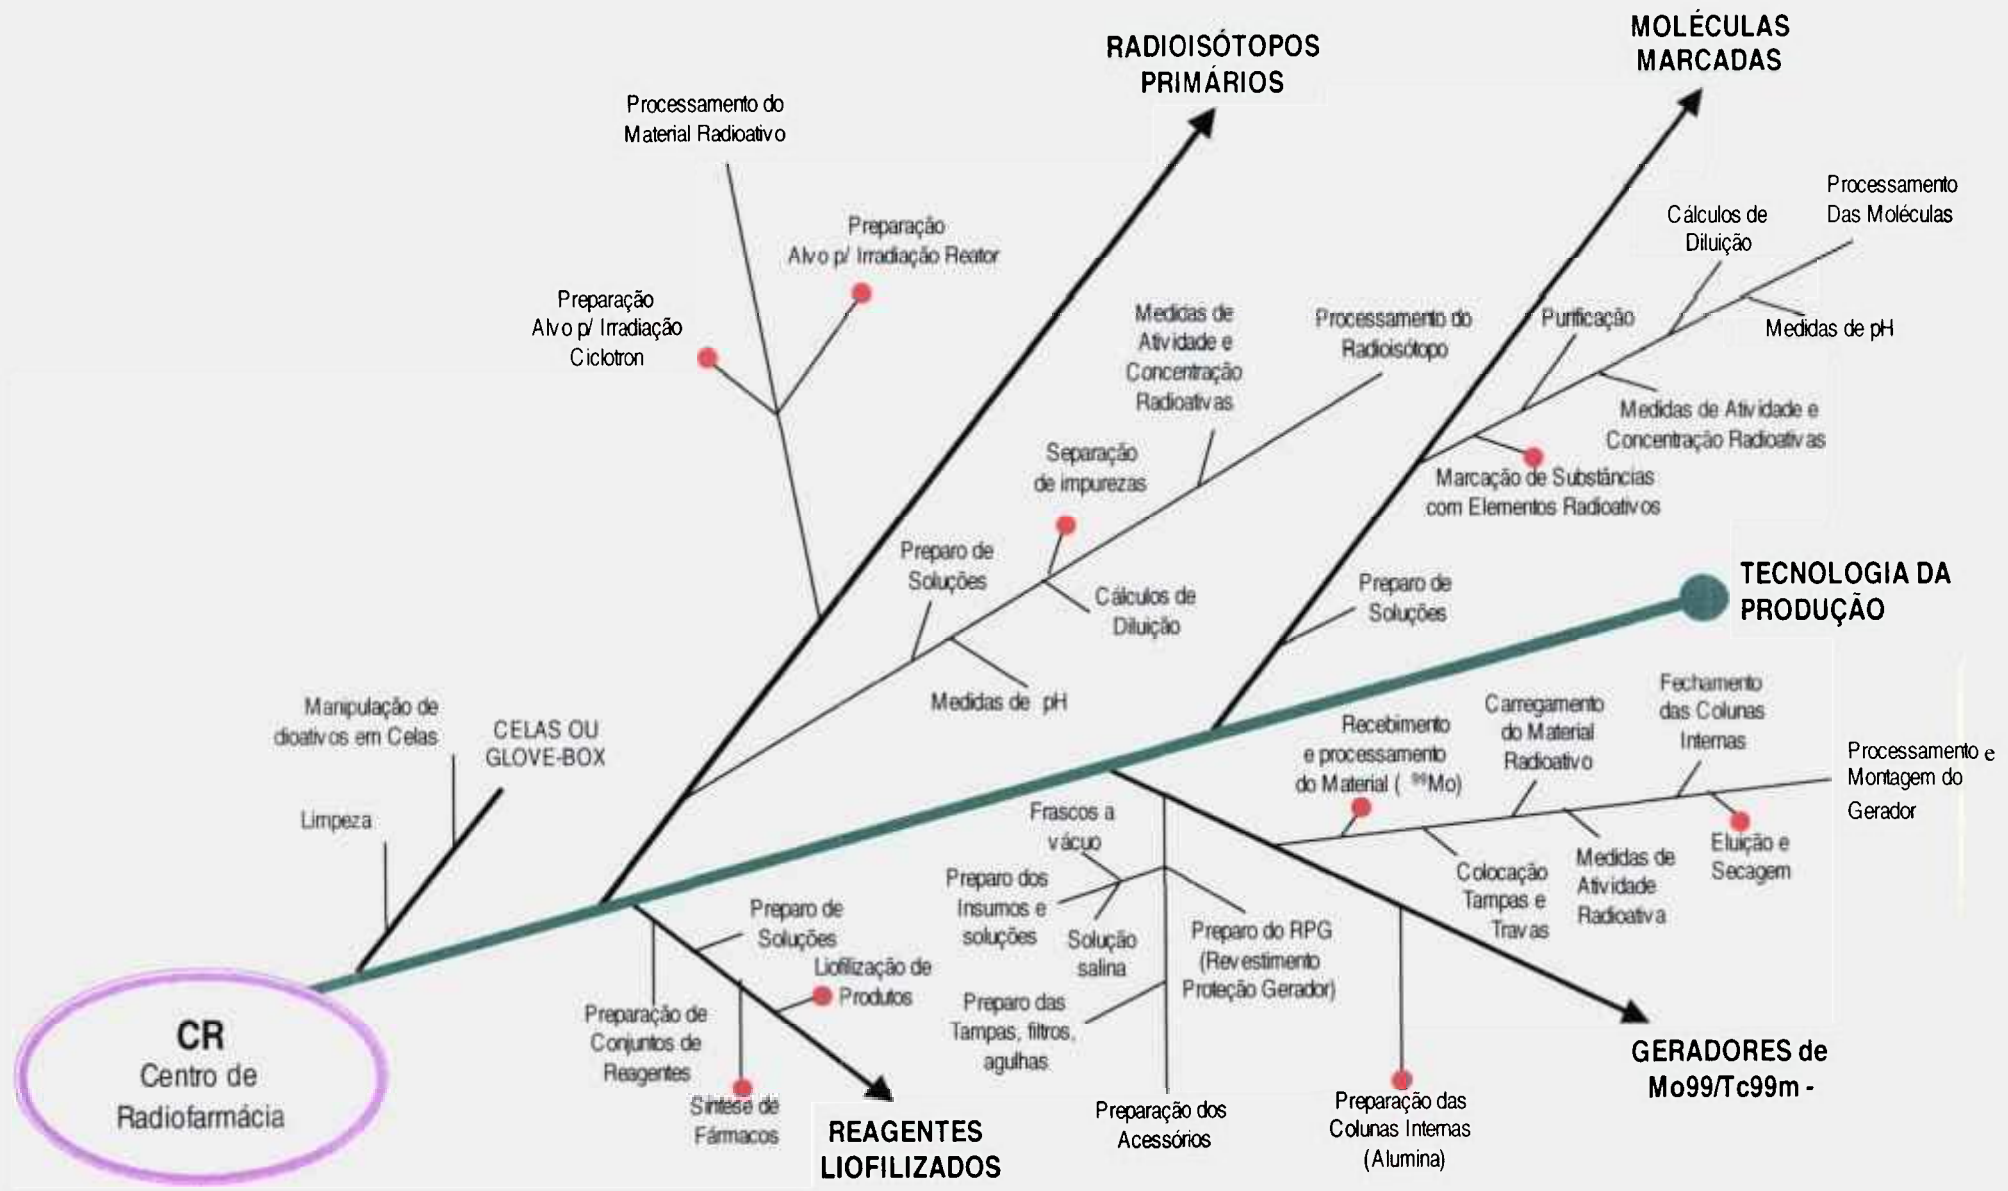 MOLÉCULAS
MARCADAS
RADIOISÓTOPOS
PRIMÁRIOS
Processamento do
Material Radioativo
Preparação
Alvo p/ Irradiação Reator
Preparação
Alvo p/ Irradiação
Ciclotron
Medidas de
Atividade e
Concentração
Radioativas
Processamento do
Radioisótopo
Separação
de impurezas
Preparo de
Soluções
Cálculos de
Diluição
Medidas de pH
Processamento
Das Moléculas
Cálculos de
Diluição
Purificação
Medidas de pH
Medidas de Atividade e
Concentração Radioativas
Marcação de Substâncias
com Elementos Radioativos
Preparo de
Soluções
TECNOLOGIA DA
PRODUÇÃO
Manipulação de
dioativos em Celas
CELAS OU
GLOVE-BOX
Limpeza
Recebimento
e processamento
do Material ( 99Mo)
Carregamento
do Material
Radioativo
Fechamento
das Colunas
Internas
Processamento e
Montagem do
Gerador
Colocação
Tampas e
Travas
Medidas de
Atividade
Radioativa
Eluição e
Secagem
Frascos a
vácuo
Preparo dos
Insumos e
soluções
Solução
salina
Preparo do RPG
(Revestimento
Proteção Gerador)
Preparo das
Tampas, filtros,
agulhas
Preparação dos
Acessórios
Preparação das
Colunas Internas
(Alumina)
GERADORES de
Mo99/Tc99m -
Preparo de
Soluções
Liofilização de
Produtos
Preparação de
Conjuntos de
Reagentes
Síntese de
Fármacos
REAGENTES
LIOFILIZADOS
CR
Centro de
Radiofarmácia